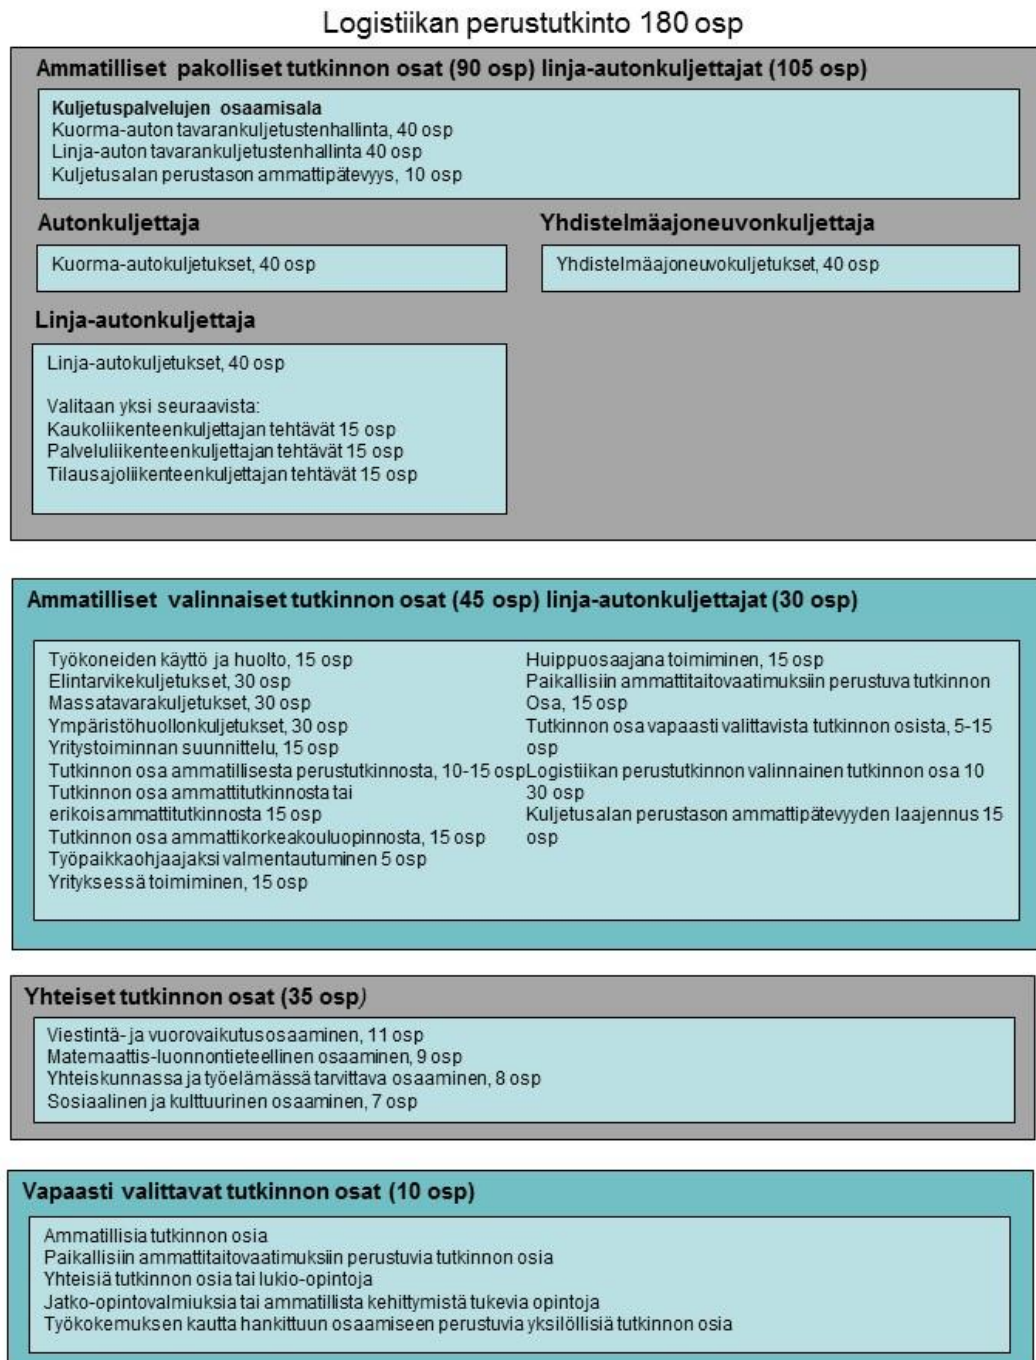 Logistiikan perustutkinto 180 osp
Ammatilliset pakolliset tutkinnon osat (90 osp) linja-autonkuljettajat (105 osp)
Kuljetuspalvelujen osaamisala
Kuorma-auton tavarankuljetustenhallinta, 40 osp
Linja-auton tavarankuljetustenhallinta 40 osp
Kuljetusalan perustason ammattipätevyys, 10 osp
Autonkuljettaja
Kuorma-autokuljetukset, 40 osp
Yhdistelmäajoneuvonkuljettaja
Yhdistelmäajoneuvokuljetukset, 40 osp
Linja-autonkuljettaja
Linja-autokuljetukset, 40 osp
Valitaan yksi seuraavista:
Kaukoliikenteenkuljettajan tehtävät 15 osp
Palveluliikenteenkuljettajan tehtävät 15 osp
Tilausajoliikenteenkuljettajan tehtävät 15 osp
Ammatilliset valinnaiset tutkinnon osat (45 osp) linja-autonkuljettajat (30 osp)
Työkoneiden käyttö ja huolto, 15 osp
Elintarvikekuljetukset, 30 osp
Massatavarakuljetukset, 30 osp
Ympäristöhuollonkuljetukset, 30 osp
Yritystoiminnan suunnittelu, 15 osp
Tutkinnon osa ammatillisesta perustutkinnosta, 10-15 osp
Tutkinnon osa ammattitutkinnosta tai
erikoisammattitutkinnosta 15 osp
Tutkinnon osa ammattikorkeakouluopinnosta, 15 osp
Työpaikkaohjaajaksi valmentautuminen 5 osp
Yrityksessä toimiminen, 15 osp
Huippuosaajana toimiminen, 15 osp
Paikallisiin ammattitaitovaatimuksiin perustuva tutkinnon
Osa, 15 osp
Tutkinnon osa vapaasti valittavista tutkinnon osista, 5-15
osp
Logistiikan perustutkinnon valinnainen tutkinnon osa 10
30 osp
Kuljetusalan perustason ammattipätevyyden laajennus 15
osp
Yhteiset tutkinnon osat (35 osp)
Viestintä- ja vuorovaikutusosaaminen, 11 osp
Matemaattis-luonnontieteellinen osaaminen, 9 osp
Yhteiskunnassa ja työelämässä tarvittava osaaminen, 8 osp
Sosiaalinen ja kulttuurinen osaaminen, 7 osp
Vapaasti valittavat tutkinnon osat (10 osp)
Ammatillisia tutkinnon osia
Paikallisiin ammattitaitovaatimuksiin perustuvia tutkinnon osia
Yhteisiä tutkinnon osia tai lukio-opintoja
Jatko-opintovalmiuksia tai ammatillista kehittymistä tukevia opintoja
Työkokemuksen kautta hankittuun osaamiseen perustuvia yksilöllisiä tutkinnon osia